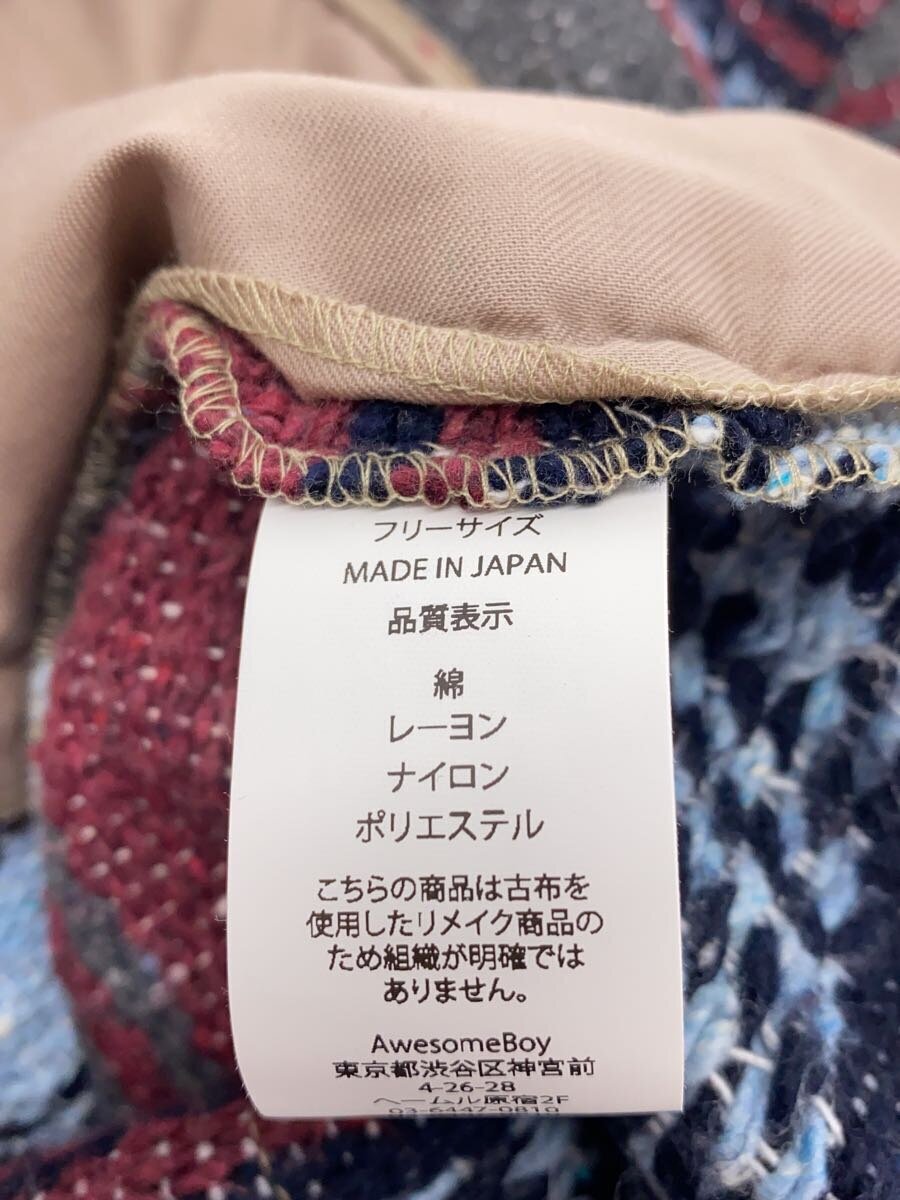 フリーサイズ
MADE IN JAPAN
品質表示
綿
レーヨン
ナイロン
ポリエステル
こちらの商品は古布を
使用したリメイク商品の
ため組織が明確では
ありません。
AwesomeBoy
東京都渋谷区神宮前
4-26-28
ヘームル原宿2F
03-6447-0810